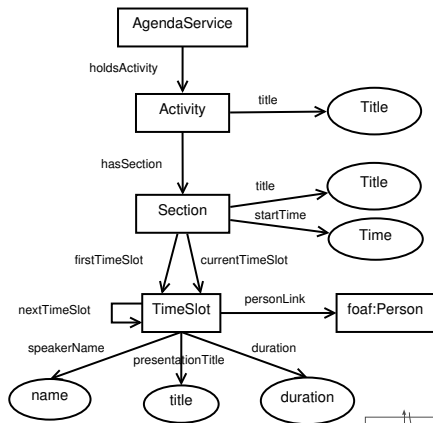 AgendaService
holdsActivity
Activity
title
Title
hasSection
title
Title
Section
startTime
Time
firstTimeSlot
currentTimeSlot
nextTimeSlot
TimeSlot
personLink
foaf:Person
speakerName
presentationTitle
duration
name
title
duration